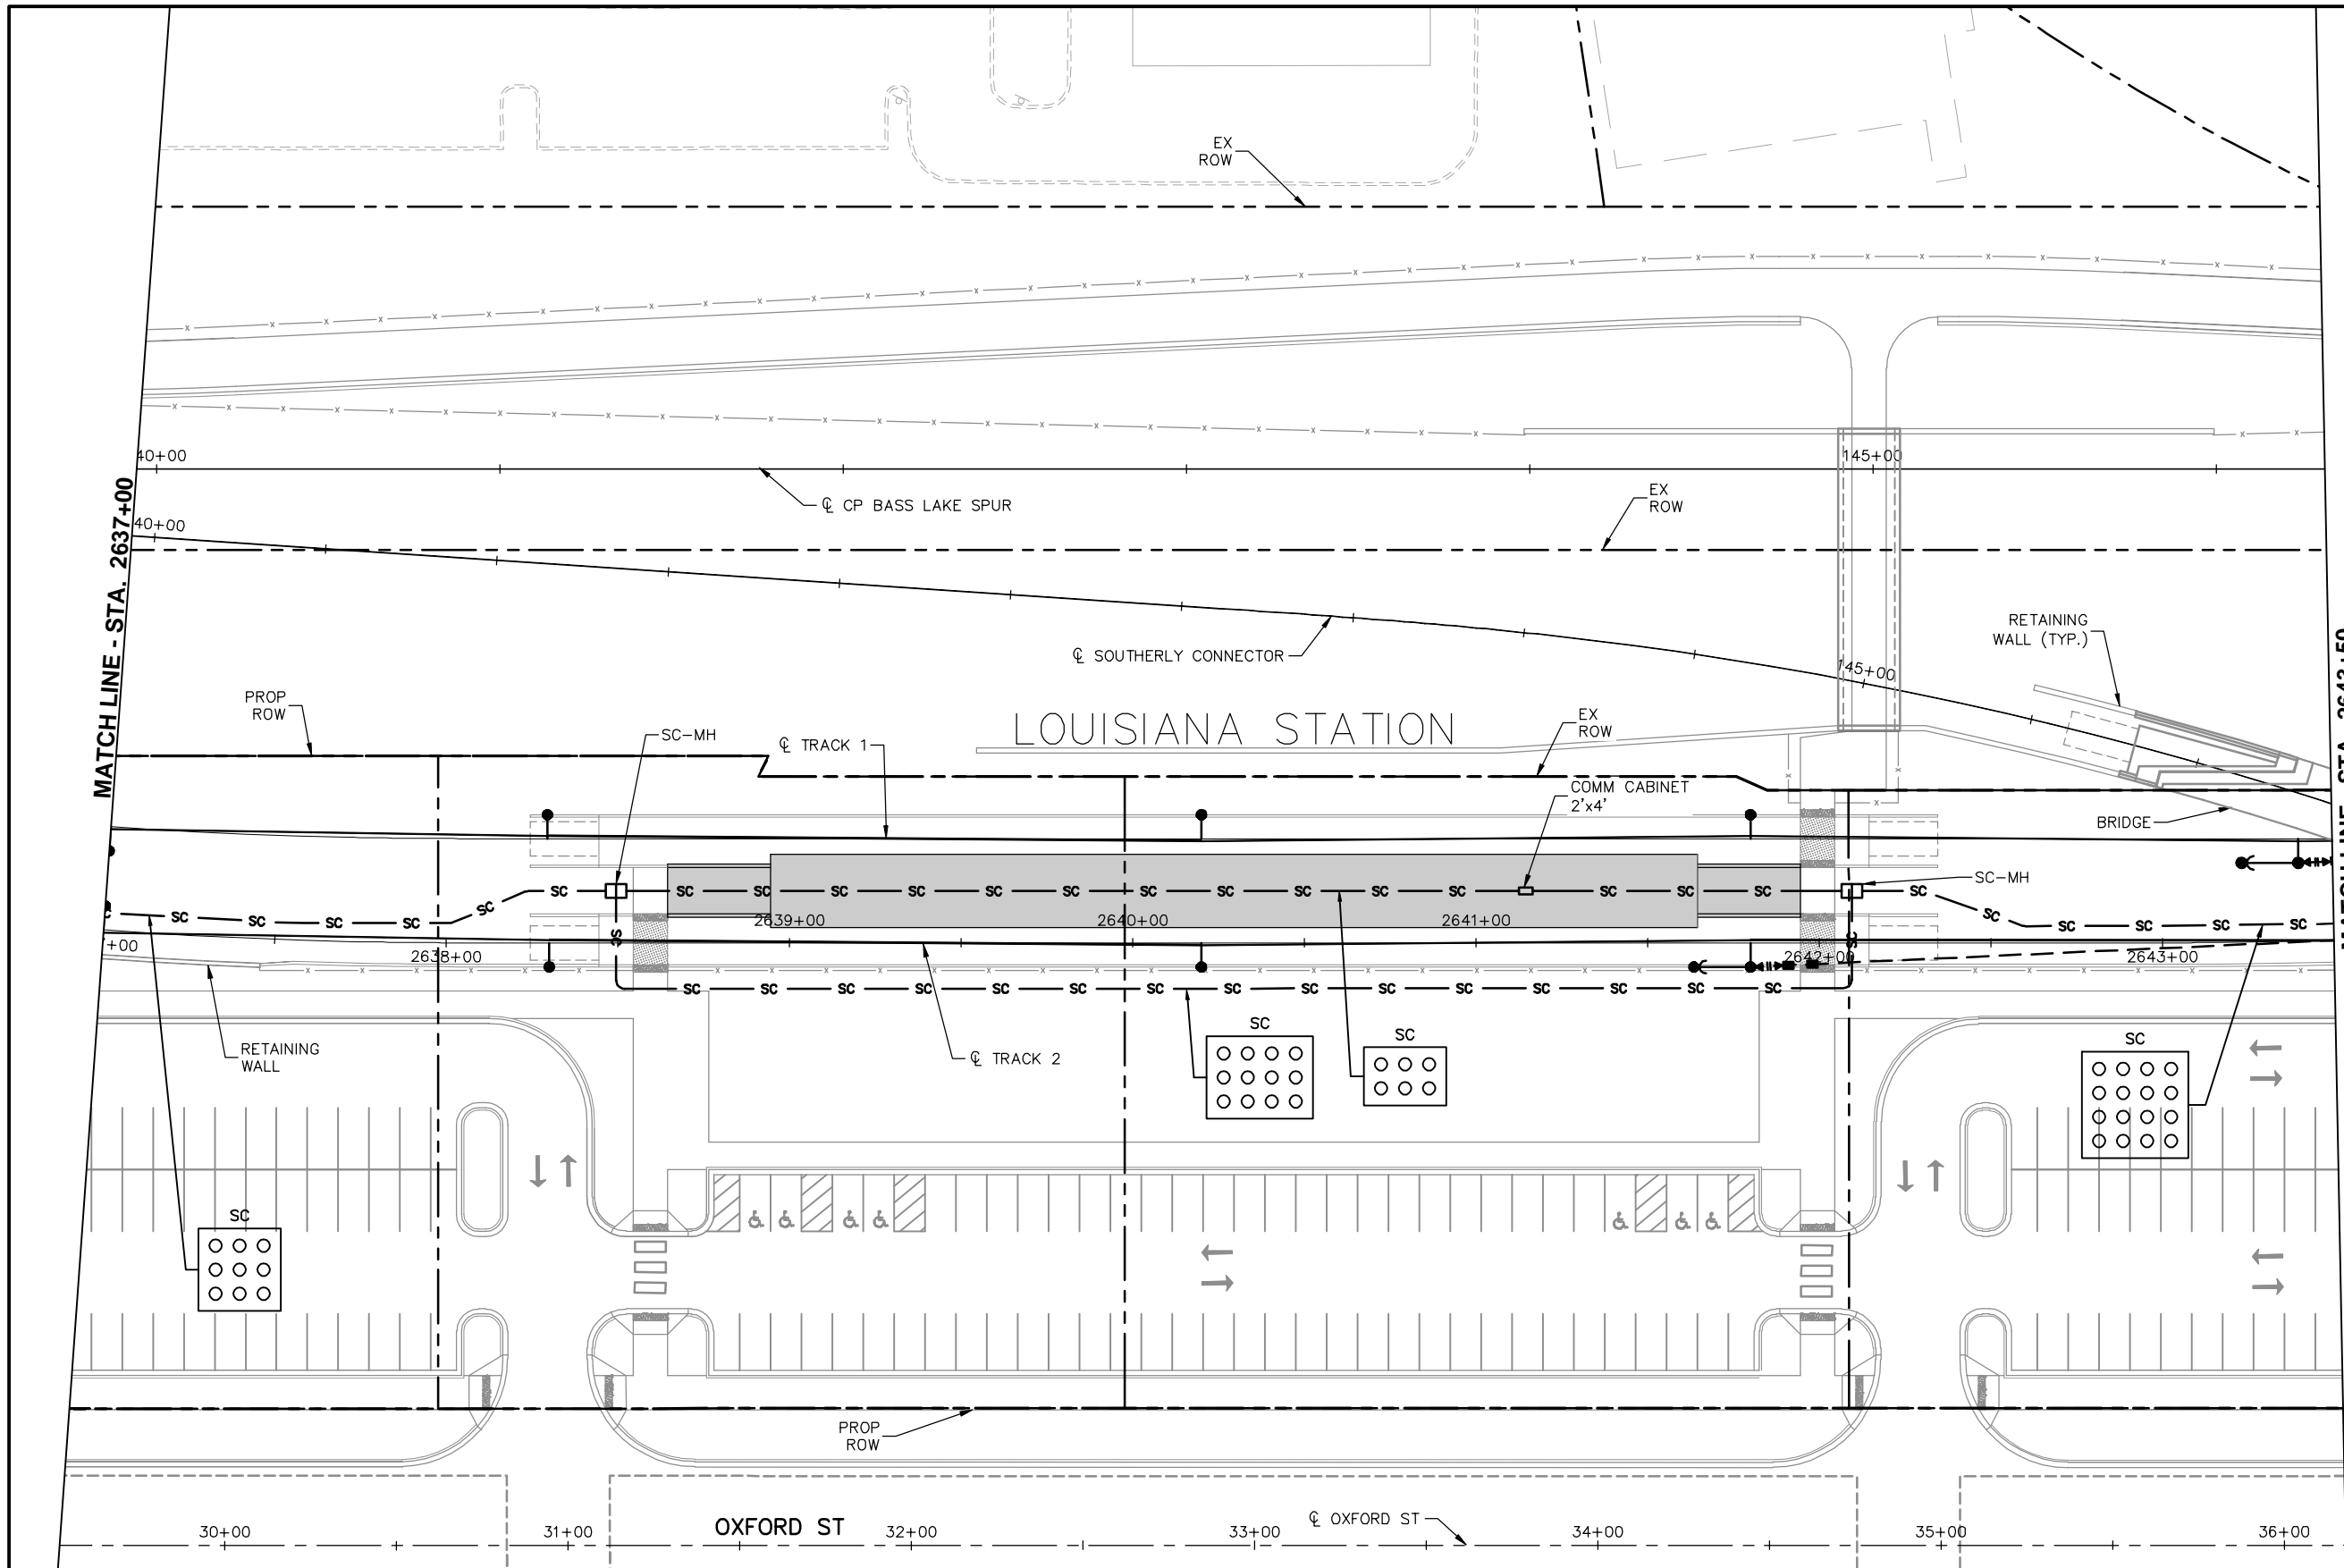 EX
ROW
40+00
145+00
℄ CP BASS LAKE SPUR
EX
ROW
MATCH LINE - STA. 2637+00
40+00
RETAINING
WALL (TYP.)
℄ SOUTHERLY CONNECTOR
145+00
PROP
ROW
LOUISIANA STATION
SC-MH
℄ TRACK 1
EX
ROW
COMM CABINET
2'x4'
BRIDGE
SC-MH
SC SC SC SC SC SC SC SC SC SC SC SC SC SC SC SC SC
SC SC SC SC SC SC SC SC SC SC
2639+00
2640+00
2641+00
+00
2638+00
SC
SC
2642+00
2643+00
SC SC SC SC SC SC SC SC SC SC SC SC SC SC SC
RETAINING
WALL
℄ TRACK 2
SC
SC
SC
SC
PROP
ROW
OXFORD ST
℄ OXFORD ST
30+00
31+00
32+00
33+00
34+00
35+00
36+00